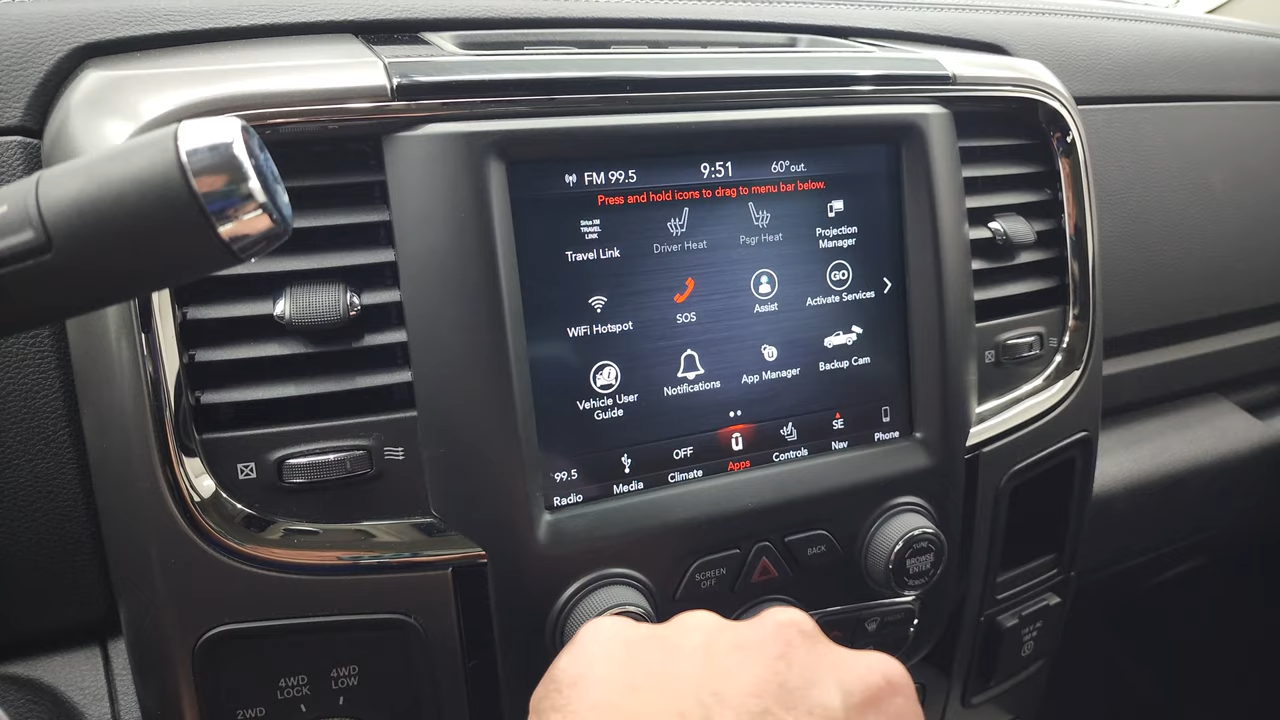 FM 99.5
9:51
60° out.
Press and hold icons to drag to menu bar below.
Sirius XM
TRAVEL
LINK
Travel Link
Driver Heat
Psgr Heat
Projection
Manager
WiFi Hotspot
SOS
Assist
GO
Activate Services
Vehicle User
Guide
Notifications
App Manager
Backup Cam
99.5
Radio
Media
OFF
Climate
Apps
Controls
SE
Nav
Phone
SCREEN
OFF
BACK
TUNE
BROWSE
ENTER
SCROLL
4WD
LOCK
4WD
LOW
2WD
115 V AC